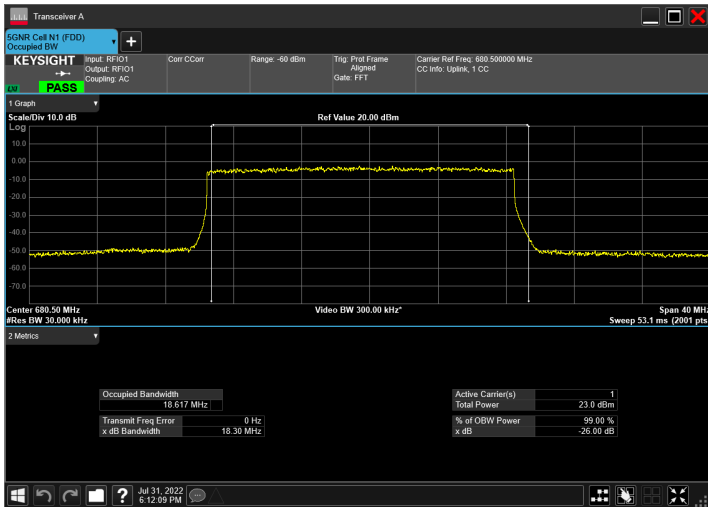 Transceiver A
5GNR Cell N1 (FDD)
Occupied BW
KEYSIGHT
PASS
Input: RFIO1
Output: RFIO1
Coupling: AC
Corr CCorr
Range: -60 dBm
Trig: Prot Frame
Aligned
Gate: FFT
Carrier Ref Freq: 680.500000 MHz
CC Info: Uplink, 1 CC
1 Graph
Scale/Div 10.0 dB
Ref Value 20.00 dBm
Log
10.0
0.00
-10.0
-20.0
-30.0
-40.0
-50.0
-60.0
-70.0
Center 680.50 MHz
Video BW 300.00 kHz*
Span 40 MHz
#Res BW 30.000 kHz
Sweep 53.1 ms (2001 pts
2 Metrics
Occupied Bandwidth
18.617 MHz
Transmit Freq Error 0 Hz
x dB Bandwidth 18.30 MHz
Active Carrier(s) 1
Total Power 23.0 dBm
% of OBW Power 99.00 %
x dB -26.00 dB
Jul 31, 2022
6:12:09 PM